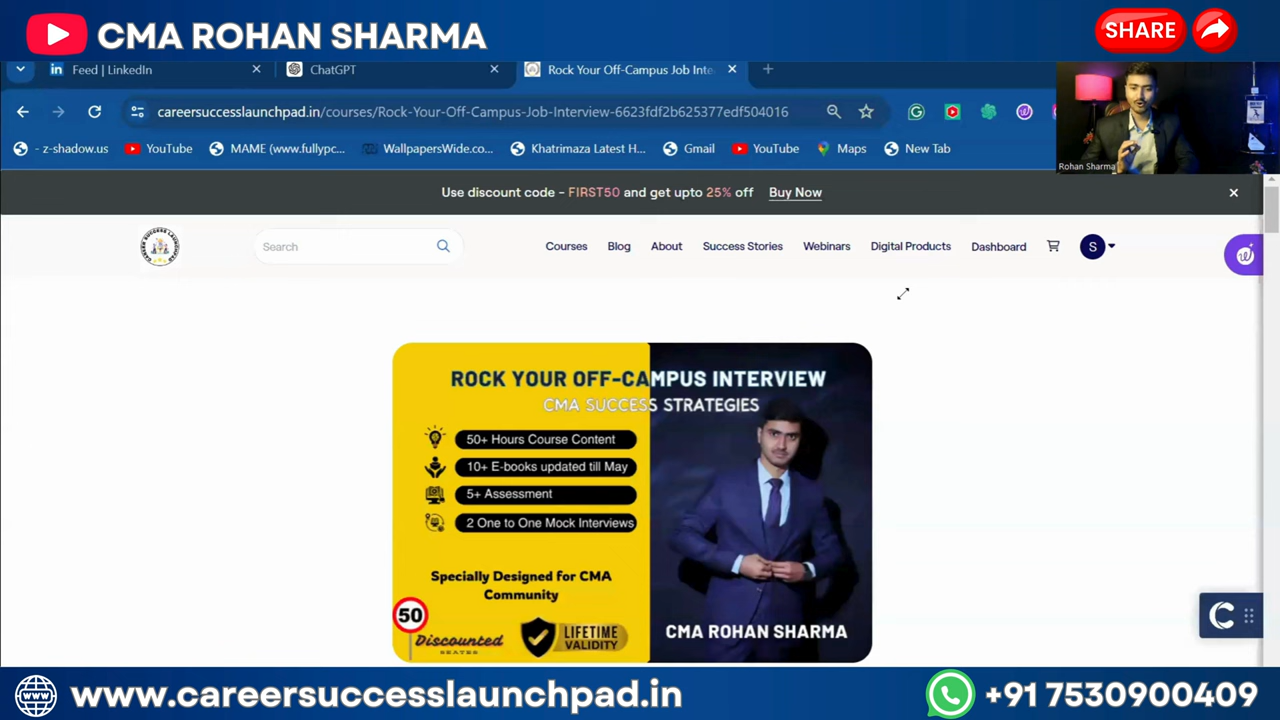 CMA ROHAN SHARMA
SHARE
Feed | LinkedIn
ChatGPT
Rock Your Off-Campus Job Inte
careersuccesslaunchpad.in/courses/Rock-Your-Off-Campus-Job-Interview-6623fdf2b625377edf504016
- z-shadow.us
YouTube
MAME (www.fullypc...
WallpapersWide.co...
Khatrimaza Latest H...
Gmail
YouTube
Maps
New Tab
Rohan Sharma
Use discount code - FIRST50 and get upto 25% off Buy Now
Search
Courses
Blog
About
Success Stories
Webinars
Digital Products
Dashboard
S
ROCK YOUR OFF-CAMPUS INTERVIEW
CMA SUCCESS STRATEGIES
50+ Hours Course Content
10+ E-books updated till May
5+ Assessment
2 One to One Mock Interviews
Specially Designed for CMA
Community
50
Discounted
SEATES
LIFETIME
VALIDITY
CMA ROHAN SHARMA
www.careersuccesslaunchpad.in
+91 7530900409